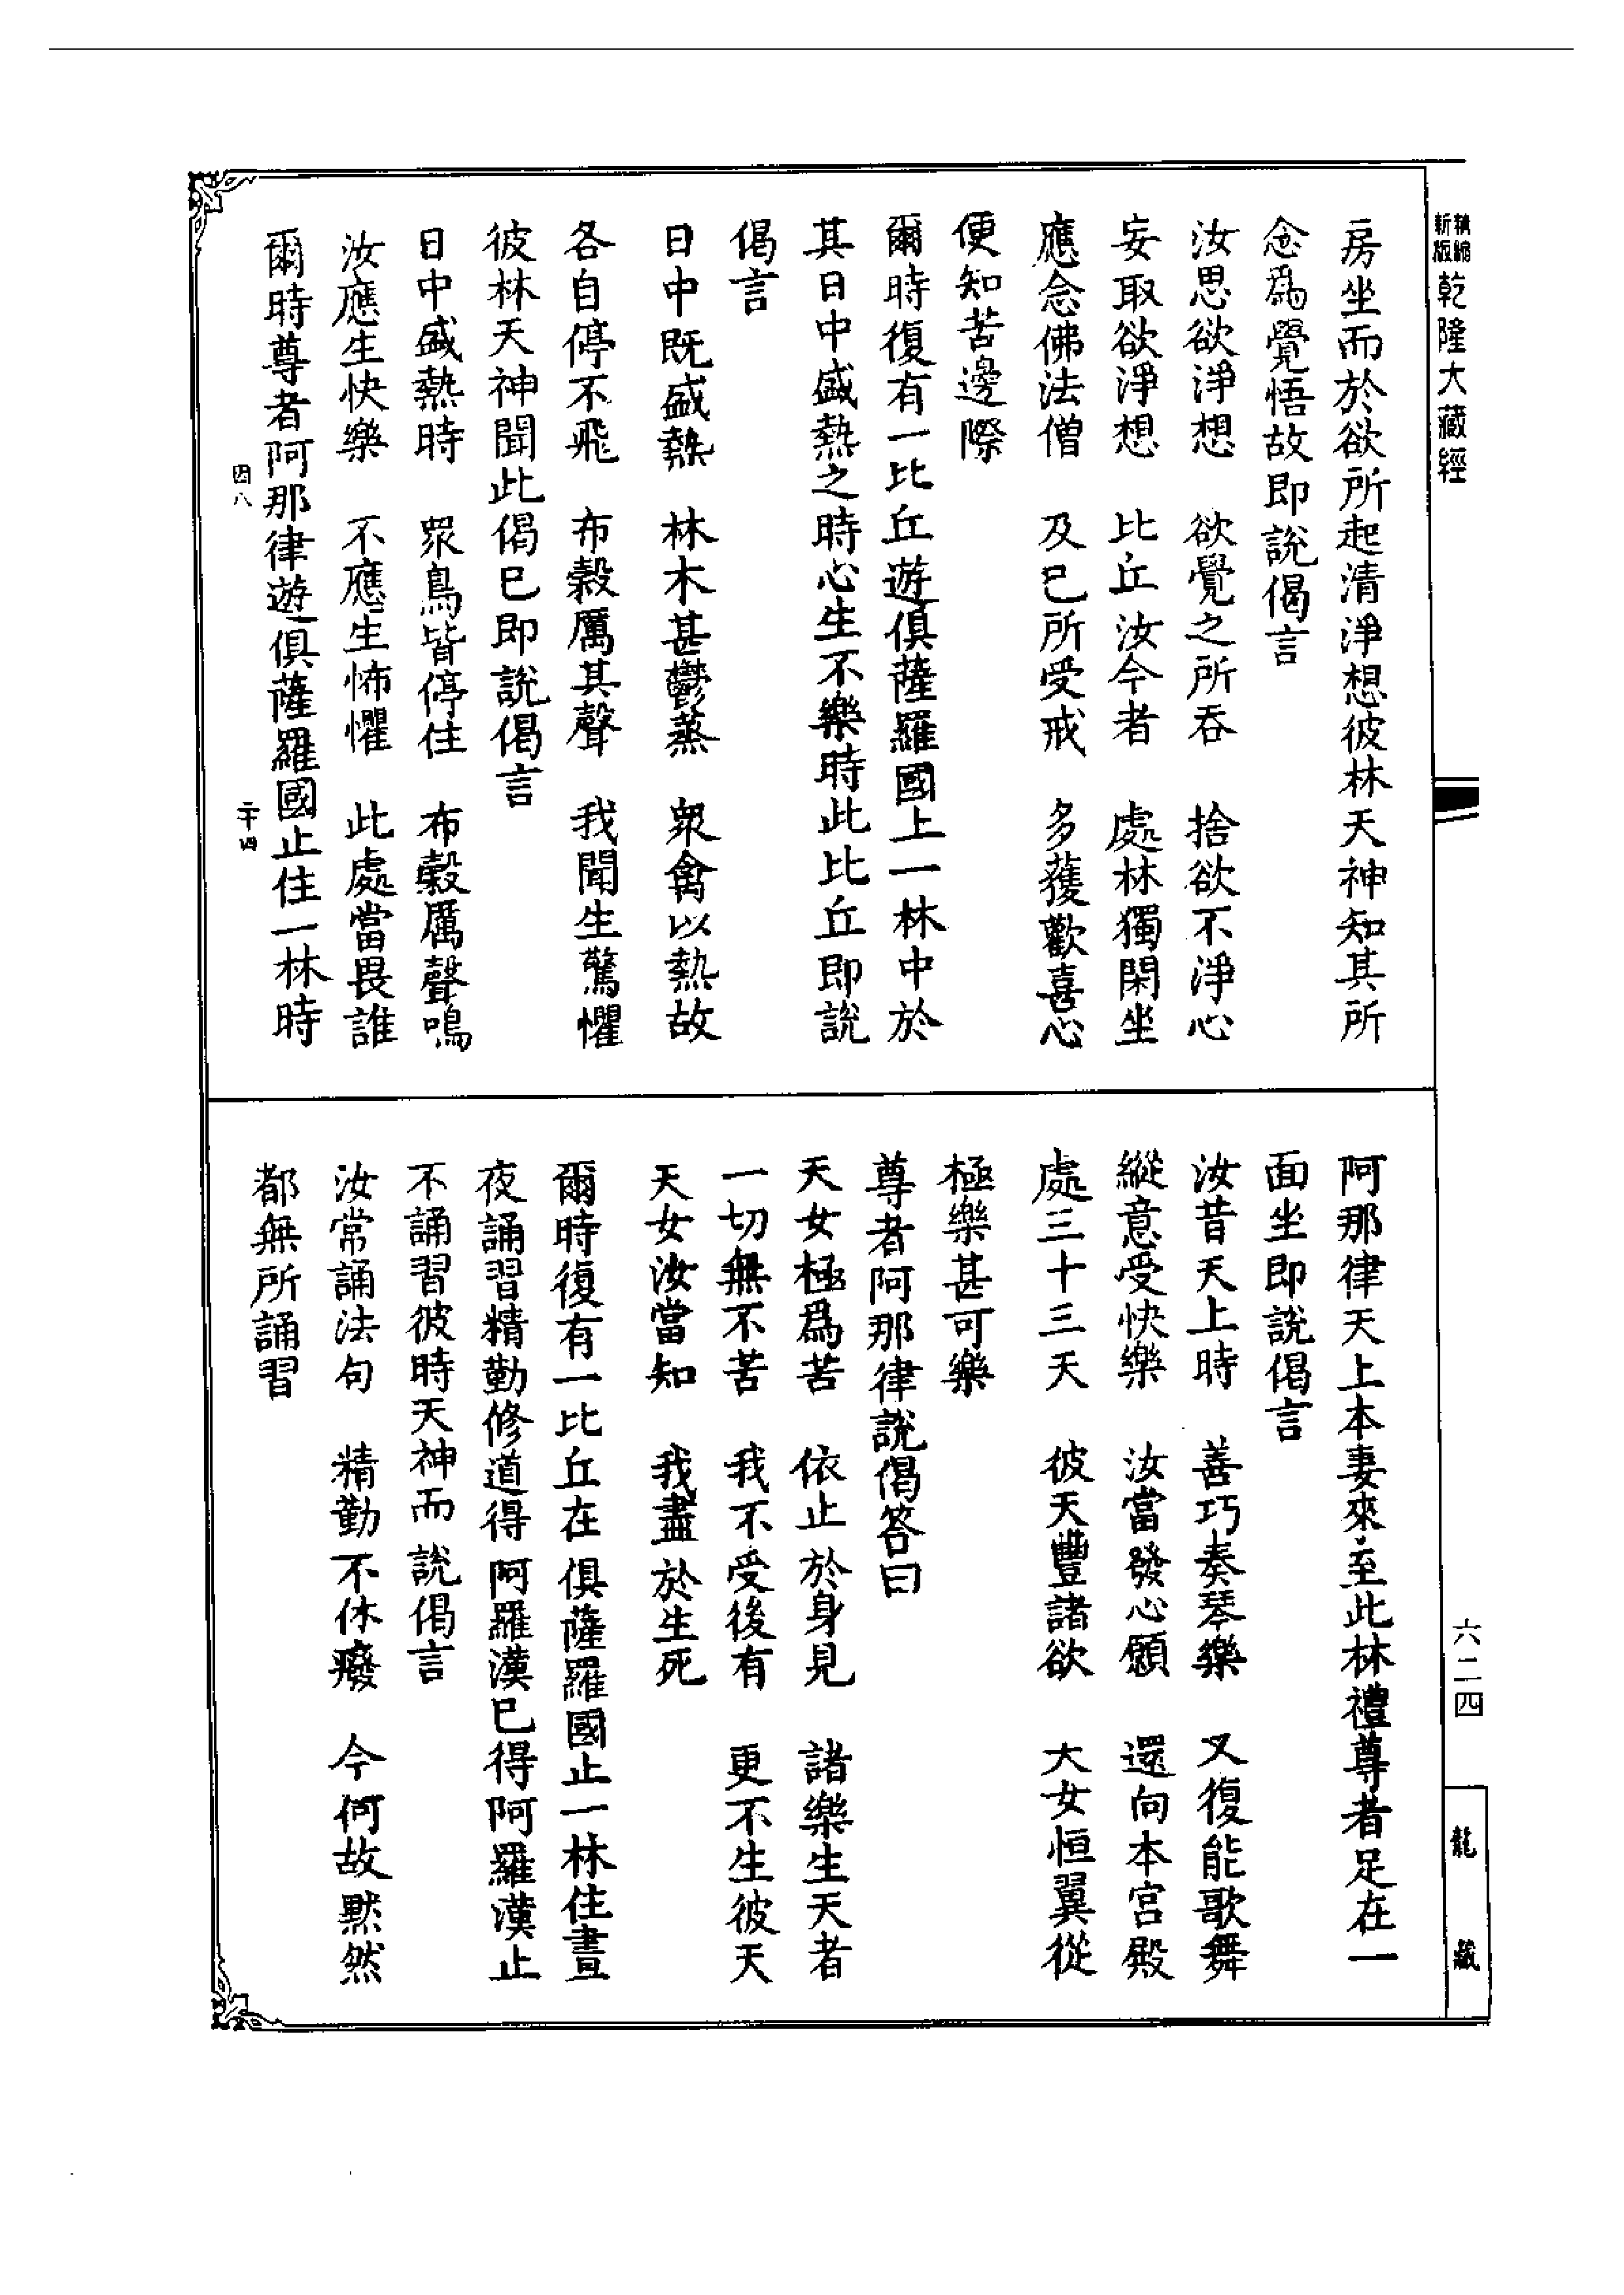 精縮新版乾隆大藏經
房坐而於欲所起清淨想彼林天神知其所
念爲覺悟故即說偈言
汝思欲淨想　欲覺之所吞　捨欲不淨心
妄取欲淨想　比丘汝今者　處林獨閑坐
應念佛法僧　及已所受戒　多獲歡喜心
便知苦邊際
爾時復有一比丘遊俱薩羅國上一林中於
其日中盛熱之時心生不樂時此比丘即說
偈言
日中既盛熱　林木甚鬱蒸　衆禽以熱故
各自停不飛　布穀厲其聲　我聞生驚懼
彼林天神聞此偈已即說偈言
日中盛熱時　衆鳥皆停住　布穀厲聲鳴
汝應生快樂　不應生怖懼　此處當畏誰
爾時尊者阿那律遊俱薩羅國止住一林時
因八　二十四
阿那律天上本妻來至此林禮尊者足在一
面坐即說偈言
汝昔天上時　善巧奏琴樂　又復能歌舞
縱意受快樂　汝當發心願　還向本宮殿
處三十三天　彼天豐諸欲　大女恒翼從
極樂甚可樂
尊者阿那律說偈答曰
天女極爲苦　依止於身見　諸樂生天者
一切無不苦　我不受後有　更不生彼天
天女汝當知　我盡於生死
爾時復有一比丘在俱薩羅國止一林住晝
夜誦習精勤修道得阿羅漢已得阿羅漢止
不誦習彼時天神而說偈言
汝常誦法句　精勤不休癈　今何故默然
都無所誦習
六二四
龍藏